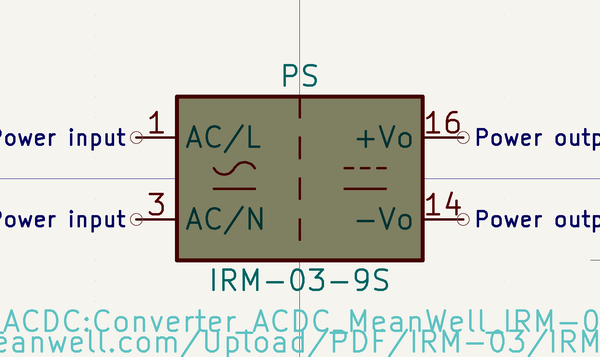 PS
Power input 1 AC/L +Vo 16 Power outp
Power input 3 AC/N −Vo 14 Power outp
IRM−03−9S
_ACDC:Converter_ACDC_MeanWell_IRM−0
eanwell.com/Upload/PDF/IRM−03/IRM